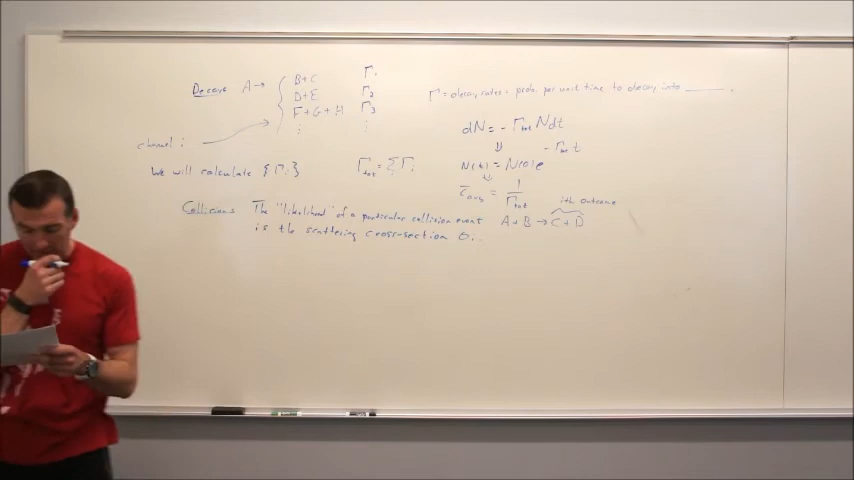 Decays A → { B+C Γ₁
D+E Γ₂
F+G+H Γ₃
⋮ ⋮
channel i
We will calculate {Γᵢ} Γtot = Σ Γᵢ
Γ = decay rates: prob. per unit time to decay into ____.
dN = -Γtot N dt
⇓
N(t) = N(0)e^(-Γtot t)
τavg = 1/Γtot
Collisions The "likelihood" of a particular collision event A+B → C+D ith outcome
is the scattering cross-section σᵢ.